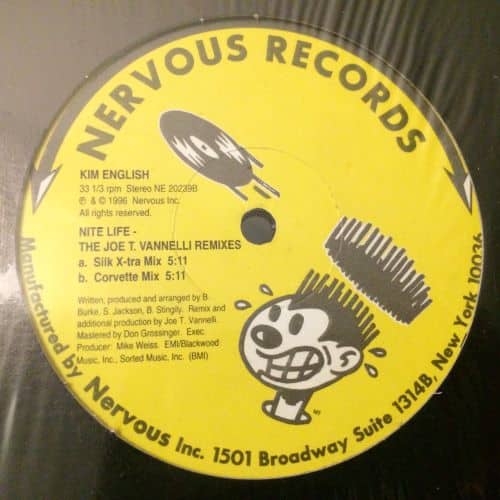 NERVOUS RECORDS
KIM ENGLISH
33 1/3 rpm Stereo NE 20239B
℗ & © 1996 Nervous Inc.
All rights reserved.
NITE LIFE -
THE JOE T. VANNELLI REMIXES
a. Silk X-tra Mix 5:11
b. Corvette Mix 5:11
Written, produced and arranged by B.
Burke, S. Jackson, B. Stingily. Remix and
additional production by Joe T. Vannelli.
Mastered by Don Grossinger. Exec.
Producer: Mike Weiss. EMI/Blackwood
Music, Inc., Sorted Music, Inc. (BMI)
Manufactured by Nervous Inc. 1501 Broadway Suite 1314B, New York 10036